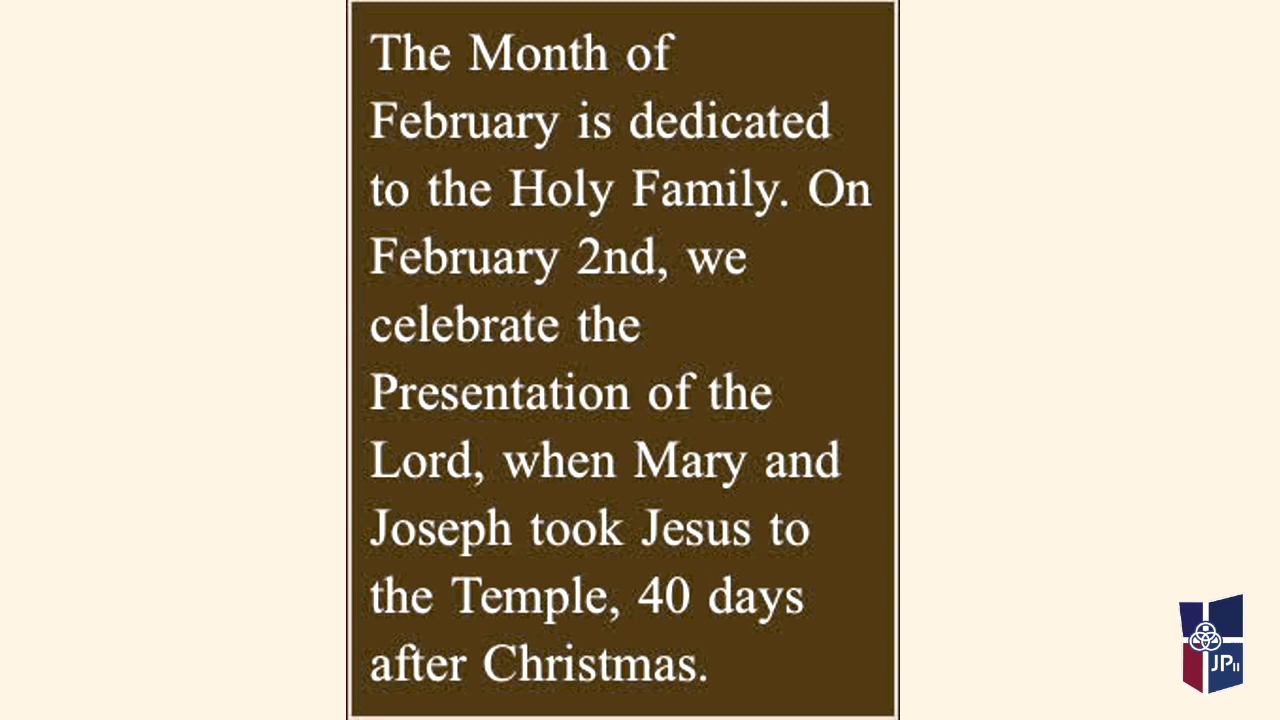 The Month of
February is dedicated
to the Holy Family. On
February 2nd, we
celebrate the
Presentation of the
Lord, when Mary and
Joseph took Jesus to
the Temple, 40 days
after Christmas.
JPII